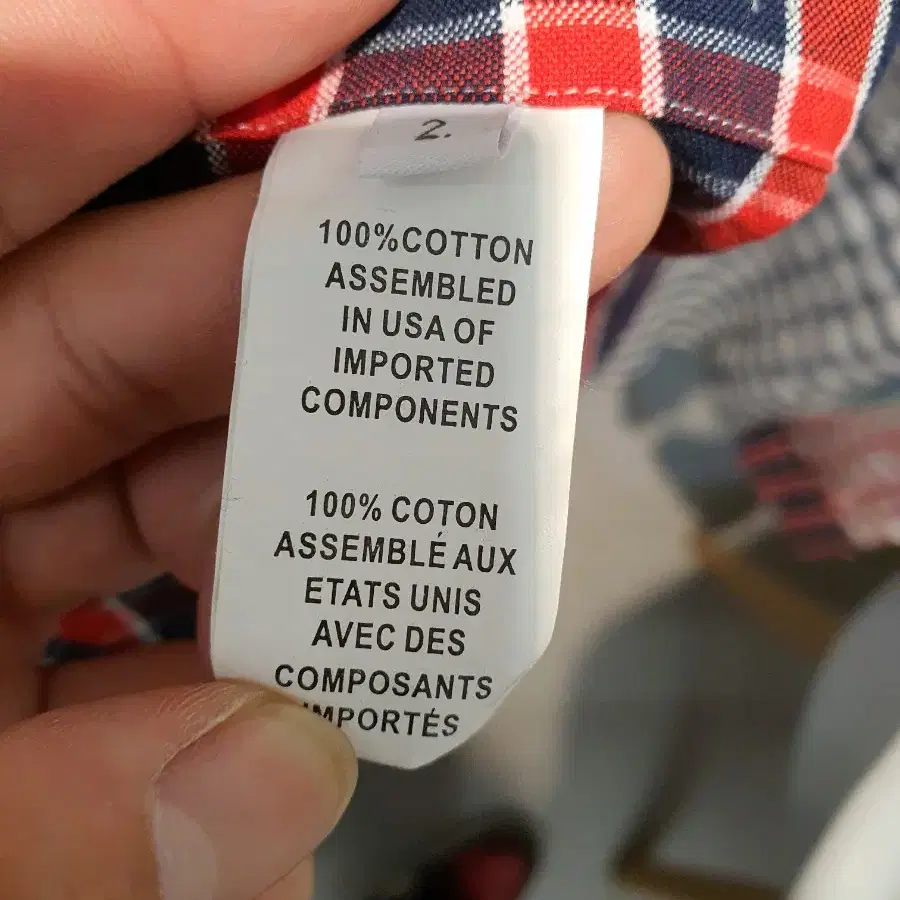 2.
100%COTTON
ASSEMBLED
IN USA OF
IMPORTED
COMPONENTS
100% COTON
ASSEMBLÉ AUX
ETATS UNIS
AVEC DES
COMPOSANTS
IMPORTÉS